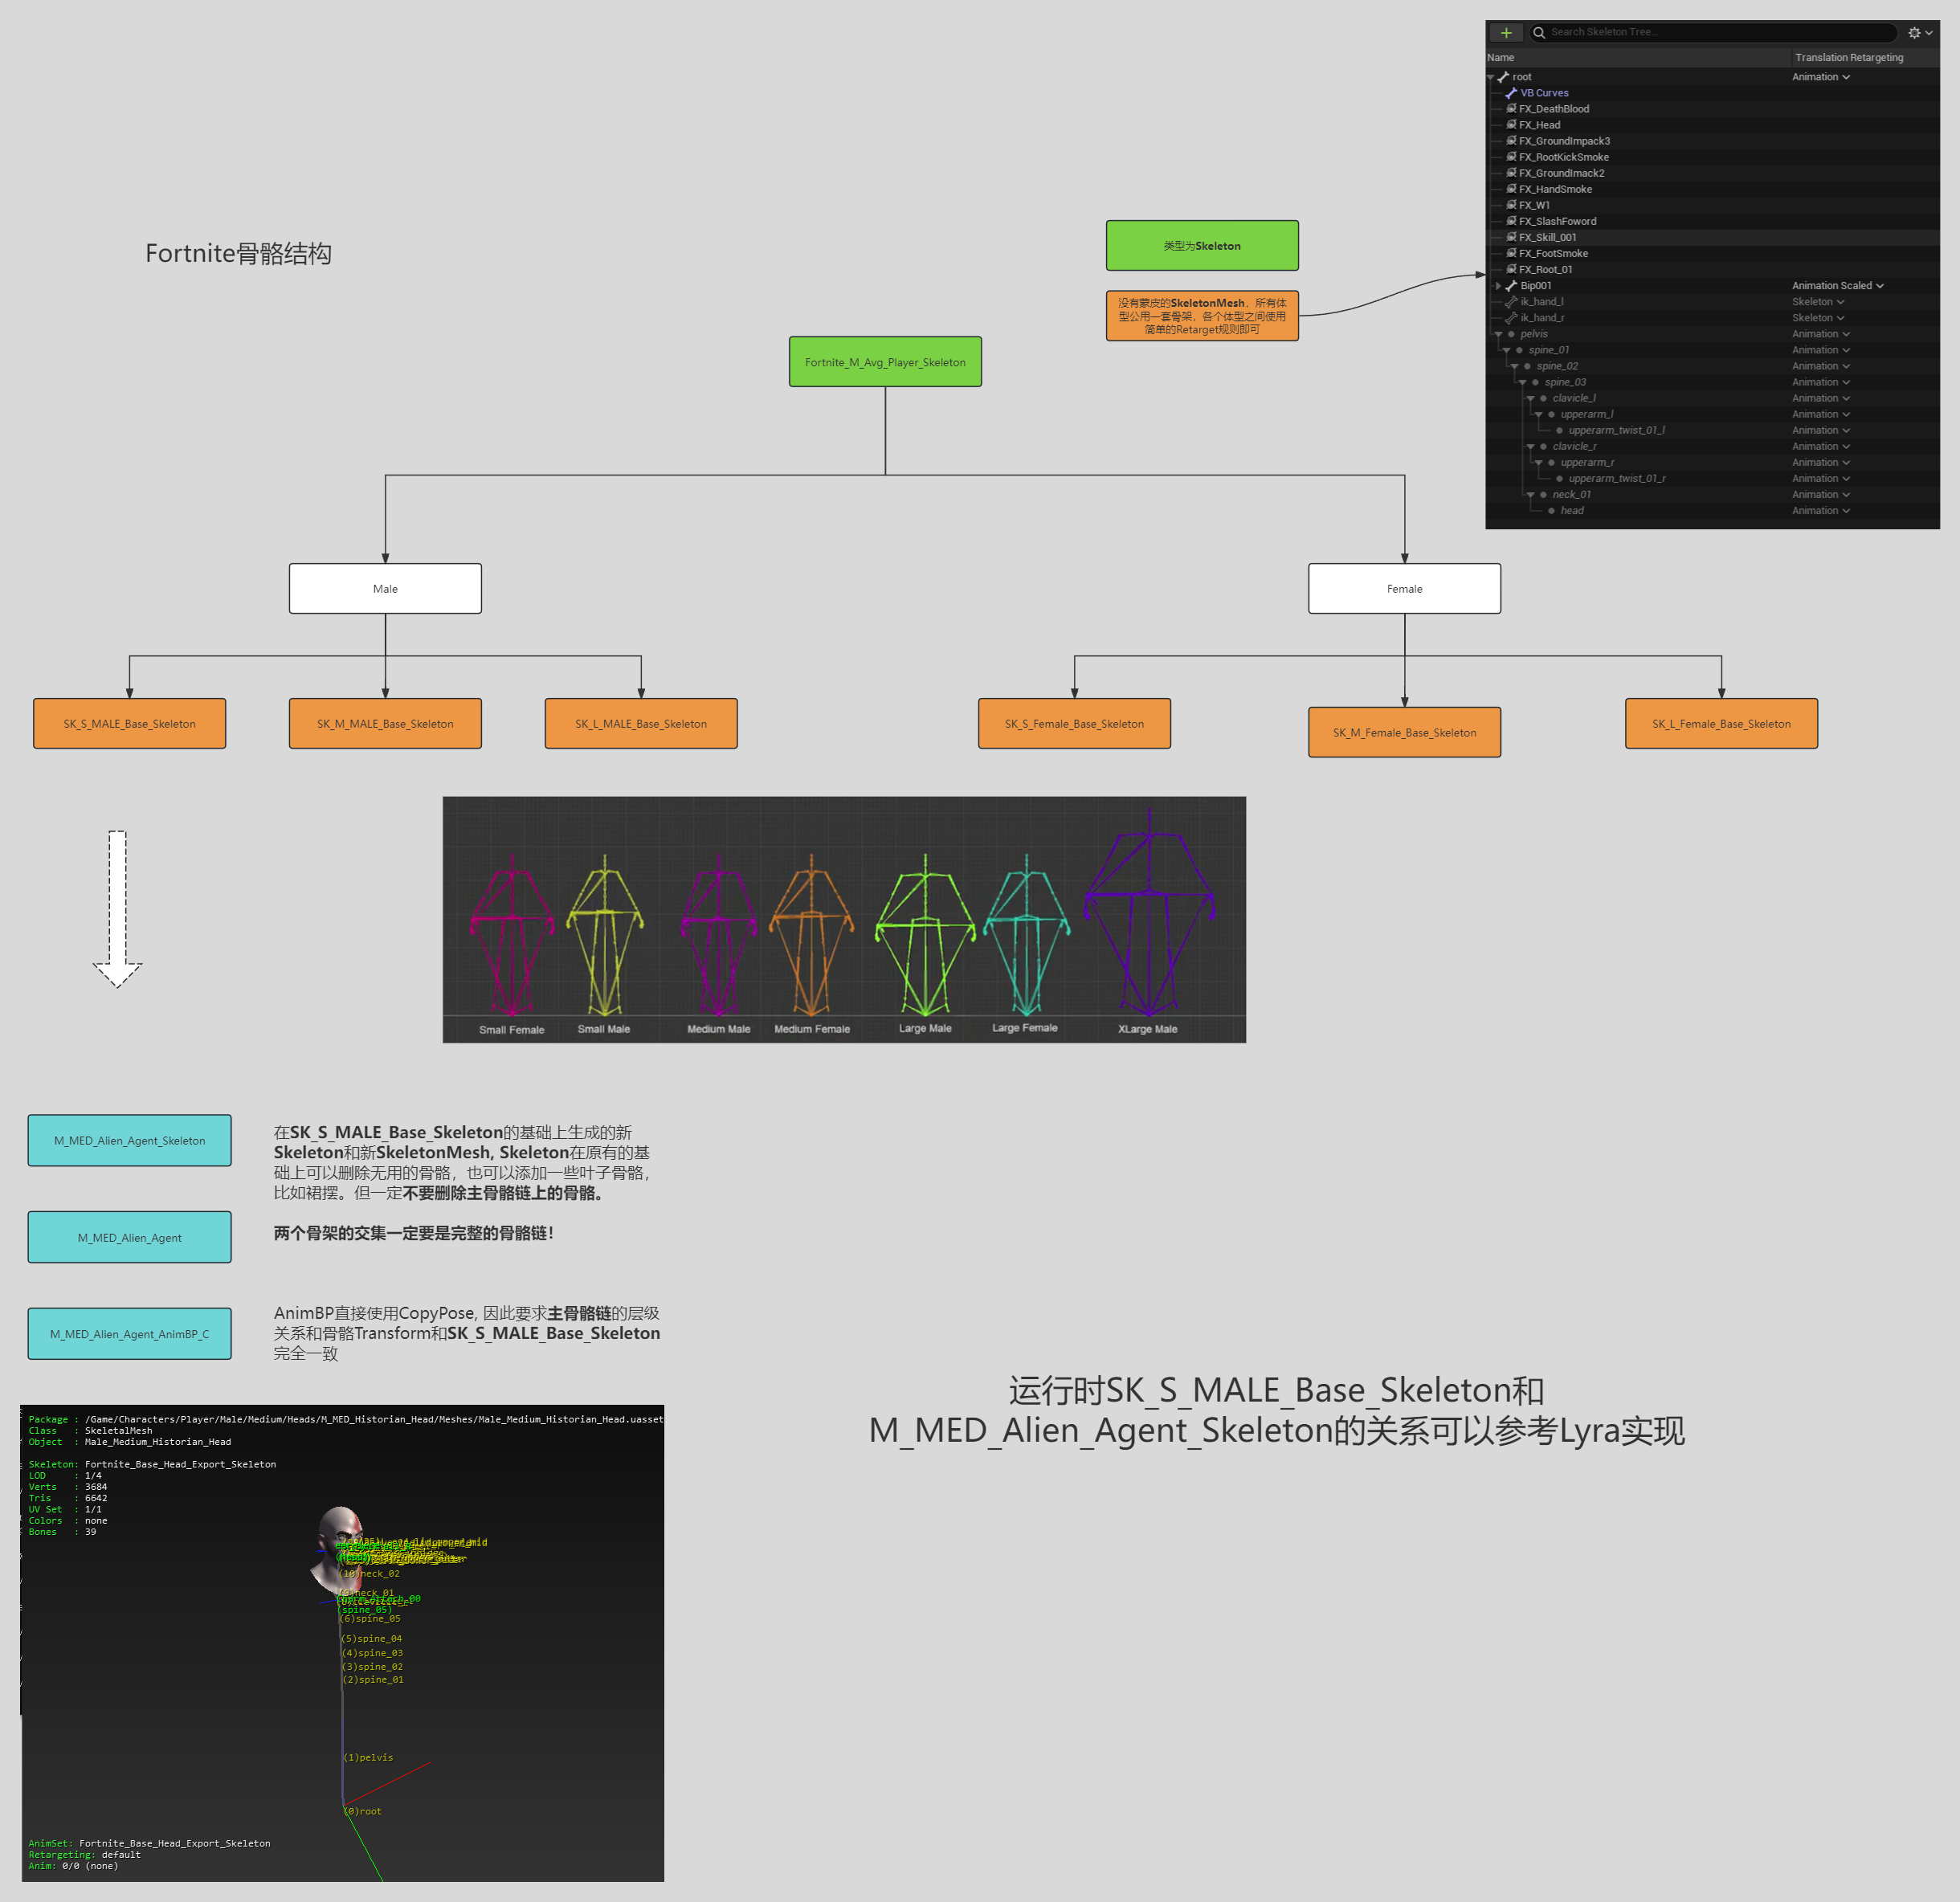 Search Skeleton Tree...
Name Translation Retargeting
root Animation
VB Curves
FX_DeathBlood
FX_Head
FX_GroundImpack3
FX_RootKickSmoke
FX_GroundImack2
FX_HandSmoke
FX_W1
FX_SlashFoword
FX_Skill_001
FX_FootSmoke
FX_Root_01
Bip001 Animation Scaled
ik_hand_l Skeleton
ik_hand_r Skeleton
pelvis Animation
spine_01 Animation
spine_02 Animation
spine_03 Animation
clavicle_l Animation
upperarm_l Animation
upperarm_twist_01_l Animation
clavicle_r Animation
upperarm_r Animation
upperarm_twist_01_r Animation
neck_01 Animation
head Animation
Fortnite骨骼结构
类型为Skeleton
没有蒙皮的SkeletonMesh，所有体
型公用一套骨架，各个体型之间使用
简单的Retarget规则即可
Fortnite_M_Avg_Player_Skeleton
Male
Female
SK_S_MALE_Base_Skeleton
SK_M_MALE_Base_Skeleton
SK_L_MALE_Base_Skeleton
SK_S_Female_Base_Skeleton
SK_M_Female_Base_Skeleton
SK_L_Female_Base_Skeleton
Small Female
Small Male
Medium Male
Medium Female
Large Male
Large Female
XLarge Male
M_MED_Alien_Agent_Skeleton
在SK_S_MALE_Base_Skeleton的基础上生成的新
Skeleton和新SkeletonMesh, Skeleton在原有的基
础上可以删除无用的骨骼，也可以添加一些叶子骨骼，
比如裙摆。但一定不要删除主骨骼链上的骨骼。
M_MED_Alien_Agent
两个骨架的交集一定要是完整的骨骼链！
M_MED_Alien_Agent_AnimBP_C
AnimBP直接使用CopyPose, 因此要求主骨骼链的层级
关系和骨骼Transform和SK_S_MALE_Base_Skeleton
完全一致
运行时SK_S_MALE_Base_Skeleton和
M_MED_Alien_Agent_Skeleton的关系可以参考Lyra实现
Package : /Game/Characters/Player/Male/Medium/Heads/M_MED_Historian_Head/Meshes/Male_Medium_Historian_Head.uasset
Class : SkeletalMesh
Object : Male_Medium_Historian_Head
Skeleton: Fortnite_Base_Head_Export_Skeleton
LOD : 1/4
Verts : 3684
Tris : 6642
UV Set : 1/1
Colors : none
Bones : 39
(10)neck_02
(9)neck_01
(spine_05)
(6)spine_05
(5)spine_04
(4)spine_03
(3)spine_02
(2)spine_01
(1)pelvis
(0)root
AnimSet: Fortnite_Base_Head_Export_Skeleton
Retargeting: default
Anim: 0/0 (none)